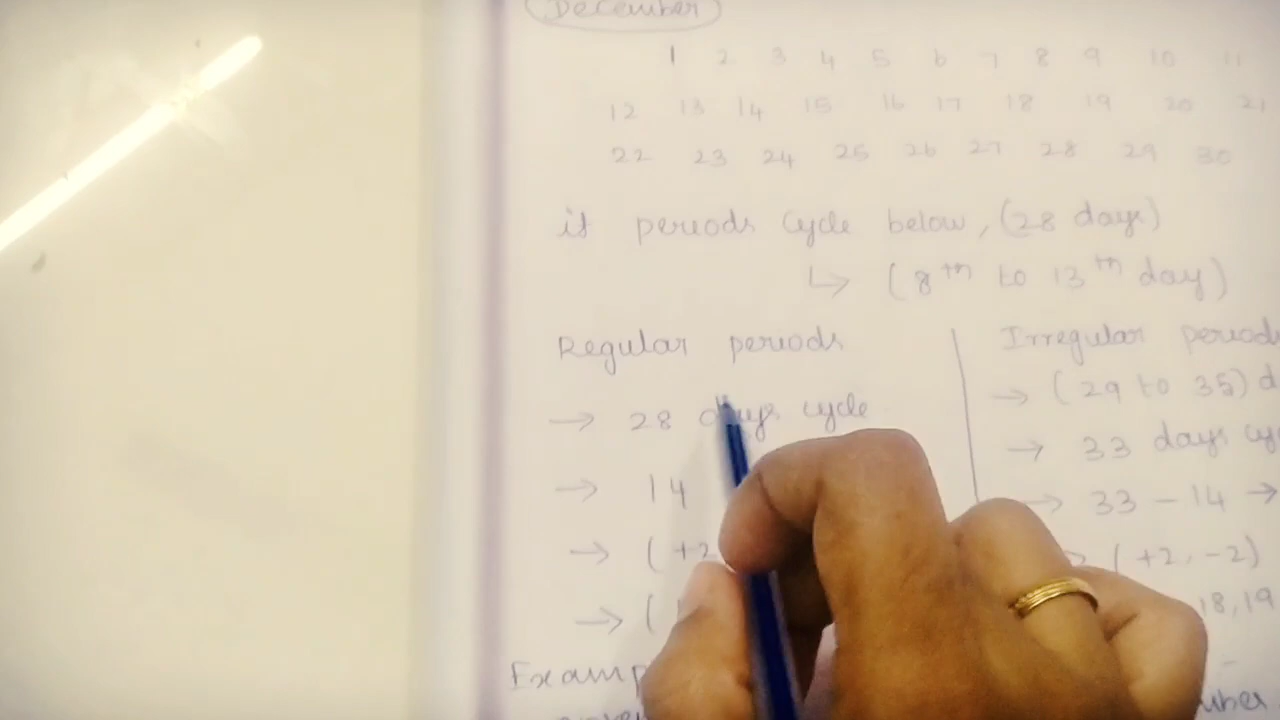 December
1 2 3 4 5 6 7 8 9 10 11
12 13 14 15 16 17 18 19 20 21
22 23 24 25 26 27 28 29 30
if periods cycle below, (28 days)
↳ (8th to 13th day)
Regular periods
→ 28 days cycle
→ 14
→ (+2
→ (
Irregular period
→ (29 to 35) d
→ 33 days cy
→ 33 - 14 →
→ (+2, -2)
18, 19
Examp